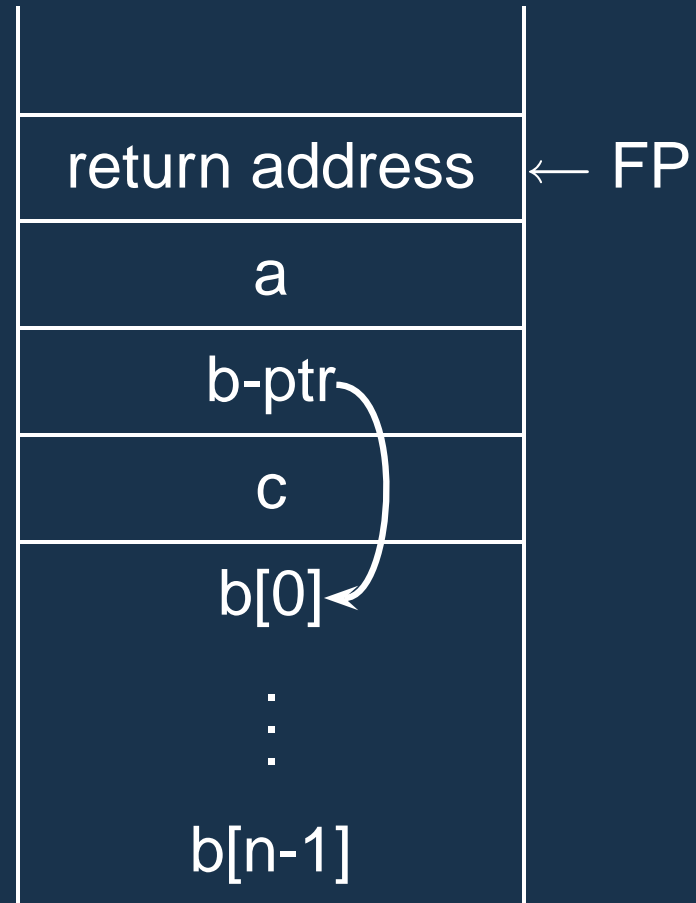 return address ← FP
a
b-ptr
c
b[0]
⋮
b[n-1]